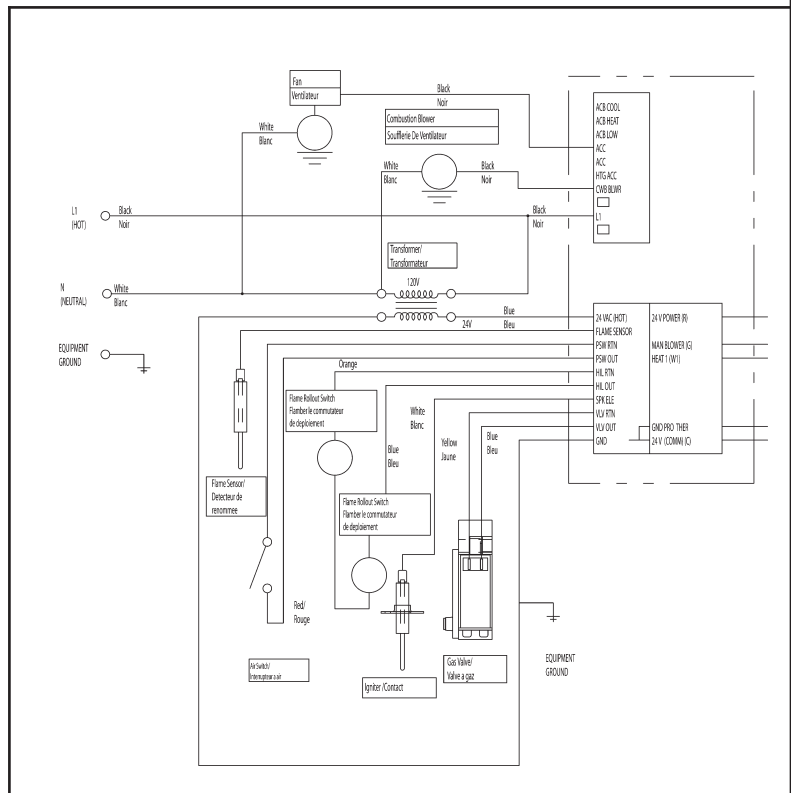 Fan
Ventilateur
Black
Noir
Combustion Blower
Soufflerie De Ventilateur
White
Blanc
White
Blanc
Black
Noir
ACB COOL
ACB HEAT
ACB LOW
ACC
ACC
HTG ACC
CWB BLWR
L1
L1
(HOT)
Black
Noir
Black
Noir
Transformer/
Transformateur
120V
N
(NEUTRAL)
White
Blanc
24V
Blue
Bleu
EQUIPMENT
GROUND
24 VAC (HOT)
FLAME SENSOR
PSW RTN
PSW OUT
HIL RTN
HIL OUT
SPK ELE
VLV RTN
VLV OUT
GND
24 V POWER (R)
MAN BLOWER (G)
HEAT 1 (W1)
GND PRO THER
24 V (COMM) (C)
Orange
Flame Rollout Switch
Flamber le commutateur
de deploiement
White
Blanc
Yellow
Jaune
Blue
Bleu
Blue
Bleu
Flame Sensor/
Detecteur de
renommee
Flame Rollout Switch
Flamber le commutateur
de deploiement
Red/
Rouge
Air Switch/
Interrupteur a air
Igniter /Contact
Gas Valve/
Valve a gaz
EQUIPMENT
GROUND